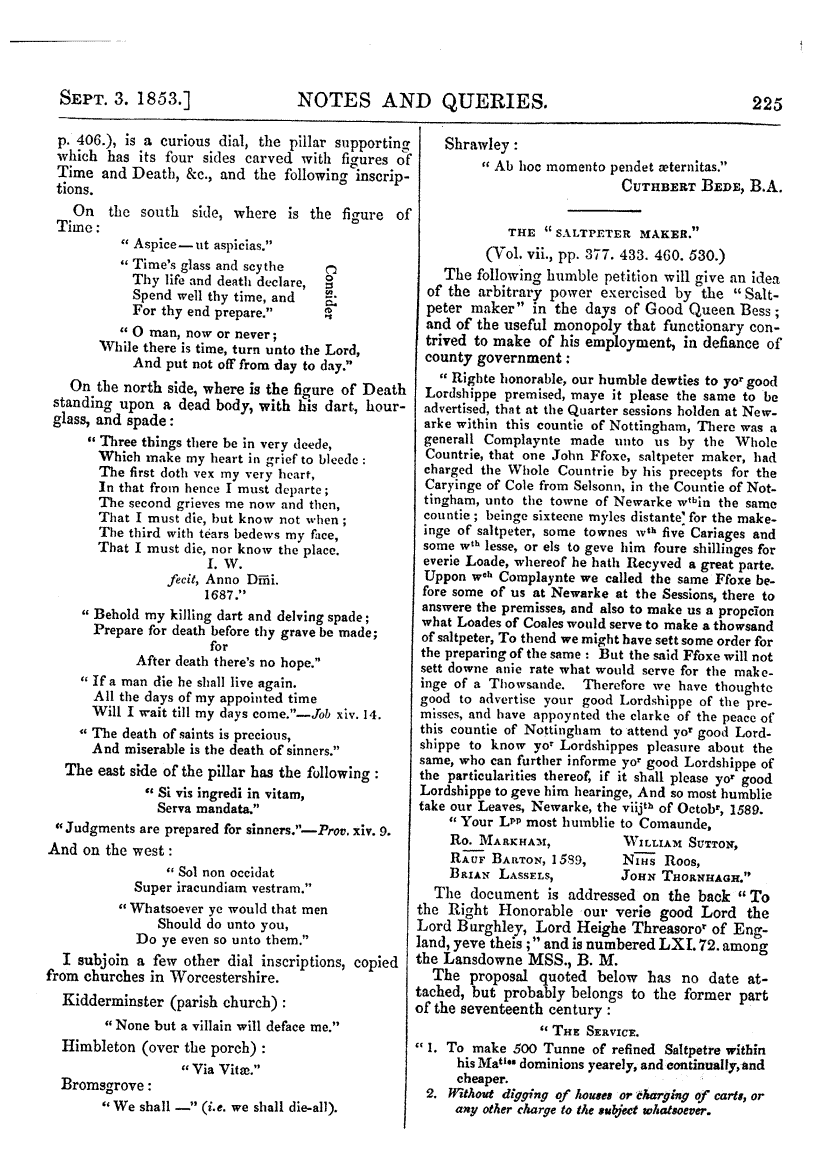 SEPT. 3. 1853.]
NOTES AND QUERIES.
225
p. 406.), is a curious dial, the pillar supporting
which has its four sides carved with figures of
Time and Death, &c., and the following inscrip-
tions.
On the south side, where is the figure of
Time:
"Aspice—ut aspicias."
"Time's glass and scythe
Thy life and death declare,
Spend well thy time, and
For thy end prepare."
Consider
"O man, now or never;
While there is time, turn unto the Lord,
And put not off from day to day."
On the north side, where is the figure of Death
standing upon a dead body, with his dart, hour-
glass, and spade:
"Three things there be in very deede,
Which make my heart in grief to bleede:
The first doth vex my very heart,
In that from hence I must departe;
The second grieves me now and then,
That I must die, but know not when;
The third with tears bedews my face,
That I must die, nor know the place.
I. W.
fecit, Anno Dm̄i.
1687."
"Behold my killing dart and delving spade;
Prepare for death before thy grave be made;
for
After death there's no hope."
"If a man die he shall live again.
All the days of my appointed time
Will I wait till my days come."—Job xiv. 14.
"The death of saints is precious,
And miserable is the death of sinners."
The east side of the pillar has the following:
"Si vis ingredi in vitam,
Serva mandata."
"Judgments are prepared for sinners."—Prov. xiv. 9.
And on the west:
"Sol non occidat
Super iracundiam vestram."
"Whatsoever ye would that men
Should do unto you,
Do ye even so unto them."
I subjoin a few other dial inscriptions, copied
from churches in Worcestershire.
Kidderminster (parish church):
"None but a villain will deface me."
Himbleton (over the porch):
"Via Vitæ."
Bromsgrove:
"We shall —" (i.e. we shall die-all).
Shrawley:
"Ab hoc momento pendet æternitas."
CUTHBERT BEDE, B.A.
THE "SALTPETER MAKER."
(Vol. vii., pp. 377. 433. 460. 530.)
The following humble petition will give an idea
of the arbitrary power exercised by the "Salt-
peter maker" in the days of Good Queen Bess;
and of the useful monopoly that functionary con-
trived to make of his employment, in defiance of
county government:
"Righte honorable, our humble dewties to yoʳ good
Lordshippe premised, maye it please the same to be
advertised, that at the Quarter sessions holden at New-
arke within this countie of Nottingham, There was a
generall Complaynte made unto us by the Whole
Countrie, that one John Ffoxe, saltpeter maker, had
charged the Whole Countrie by his precepts for the
Caryinge of Cole from Selsonn, in the Countie of Not-
tingham, unto the towne of Newarke wᵗʰin the same
countie; beinge sixteene myles distante, for the make-
inge of saltpeter, some townes wᵗʰ five Cariages and
some wᵗʰ lesse, or els to geve him foure shillinges for
everie Loade, whereof he hath Recyved a great parte.
Uppon wᶜʰ Complaynte we called the same Ffoxe be-
fore some of us at Newarke at the Sessions, there to
answere the premisses, and also to make us a propc̄ion
what Loades of Coales would serve to make a thowsand
of saltpeter, To thend we might have sett some order for
the preparing of the same: But the said Ffoxe will not
sett downe anie rate what would serve for the make-
inge of a Thowsande. Therefore we have thoughte
good to advertise your good Lordshippe of the pre-
misses, and have appoynted the clarke of the peace of
this countie of Nottingham to attend yoʳ good Lord-
shippe to know yoʳ Lordshippes pleasure about the
same, who can further informe yoʳ good Lordshippe of
the particularities thereof, if it shall please yoʳ good
Lordshippe to geve him hearinge, And so most humblie
take our Leaves, Newarke, the viijᵗʰ of Octobʳ, 1589.
"Your Lᵖᵖ most humblie to Comaunde,
RO. MARKHAM, WILLIAM SUTTON,
RAUF BARTON, 1589, NIHS ROOS,
BRIAN LASSELS, JOHN THORNHAGH."
The document is addressed on the back "To
the Right Honorable our verie good Lord the
Lord Burghley, Lord Heighe Threasoroʳ of Eng-
land, yeve theis;" and is numbered LXI. 72. among
the Lansdowne MSS., B. M.
The proposal quoted below has no date at-
tached, but probably belongs to the former part
of the seventeenth century:
"THE SERVICE.
"1. To make 500 Tunne of refined Saltpetre within
his Maᵗⁱᵉˢ dominions yearely, and continually, and
cheaper.
2. Without digging of houses or charging of carts, or
any other charge to the subject whatsoever.